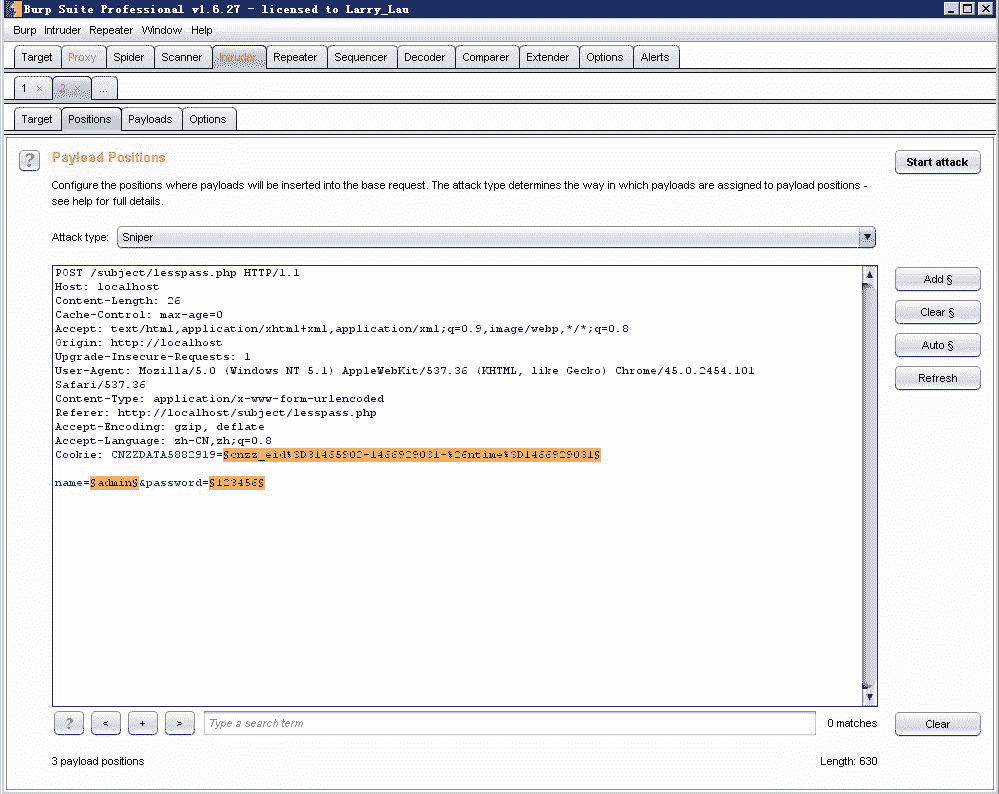 Burp Suite Professional v1.6.27 - licensed to Larry_Lau
Burp Intruder Repeater Window Help
Target Proxy Spider Scanner Intruder Repeater Sequencer Decoder Comparer Extender Options Alerts
1 × 2 × ...
Target Positions Payloads Options
? Payload Positions
Start attack
Configure the positions where payloads will be inserted into the base request. The attack type determines the way in which payloads are assigned to payload positions -
see help for full details.
Attack type: Sniper
POST /subject/lesspass.php HTTP/1.1
Host: localhost
Content-Length: 26
Cache-Control: max-age=0
Accept: text/html,application/xhtml+xml,application/xml;q=0.9,image/webp,*/*;q=0.8
Origin: http://localhost
Upgrade-Insecure-Requests: 1
User-Agent: Mozilla/5.0 (Windows NT 5.1) AppleWebKit/537.36 (KHTML, like Gecko) Chrome/45.0.2454.101
Safari/537.36
Content-Type: application/x-www-form-urlencoded
Referer: http://localhost/subject/lesspass.php
Accept-Encoding: gzip, deflate
Accept-Language: zh-CN,zh;q=0.8
Cookie: CNZZDATA5882919=§cnzz_eid%3D31465902-1466929031-%26ntime%3D1466929031§
name=§admin§&password=§123456§
Add §
Clear §
Auto §
Refresh
? < + > Type a search term 0 matches Clear
3 payload positions Length: 630